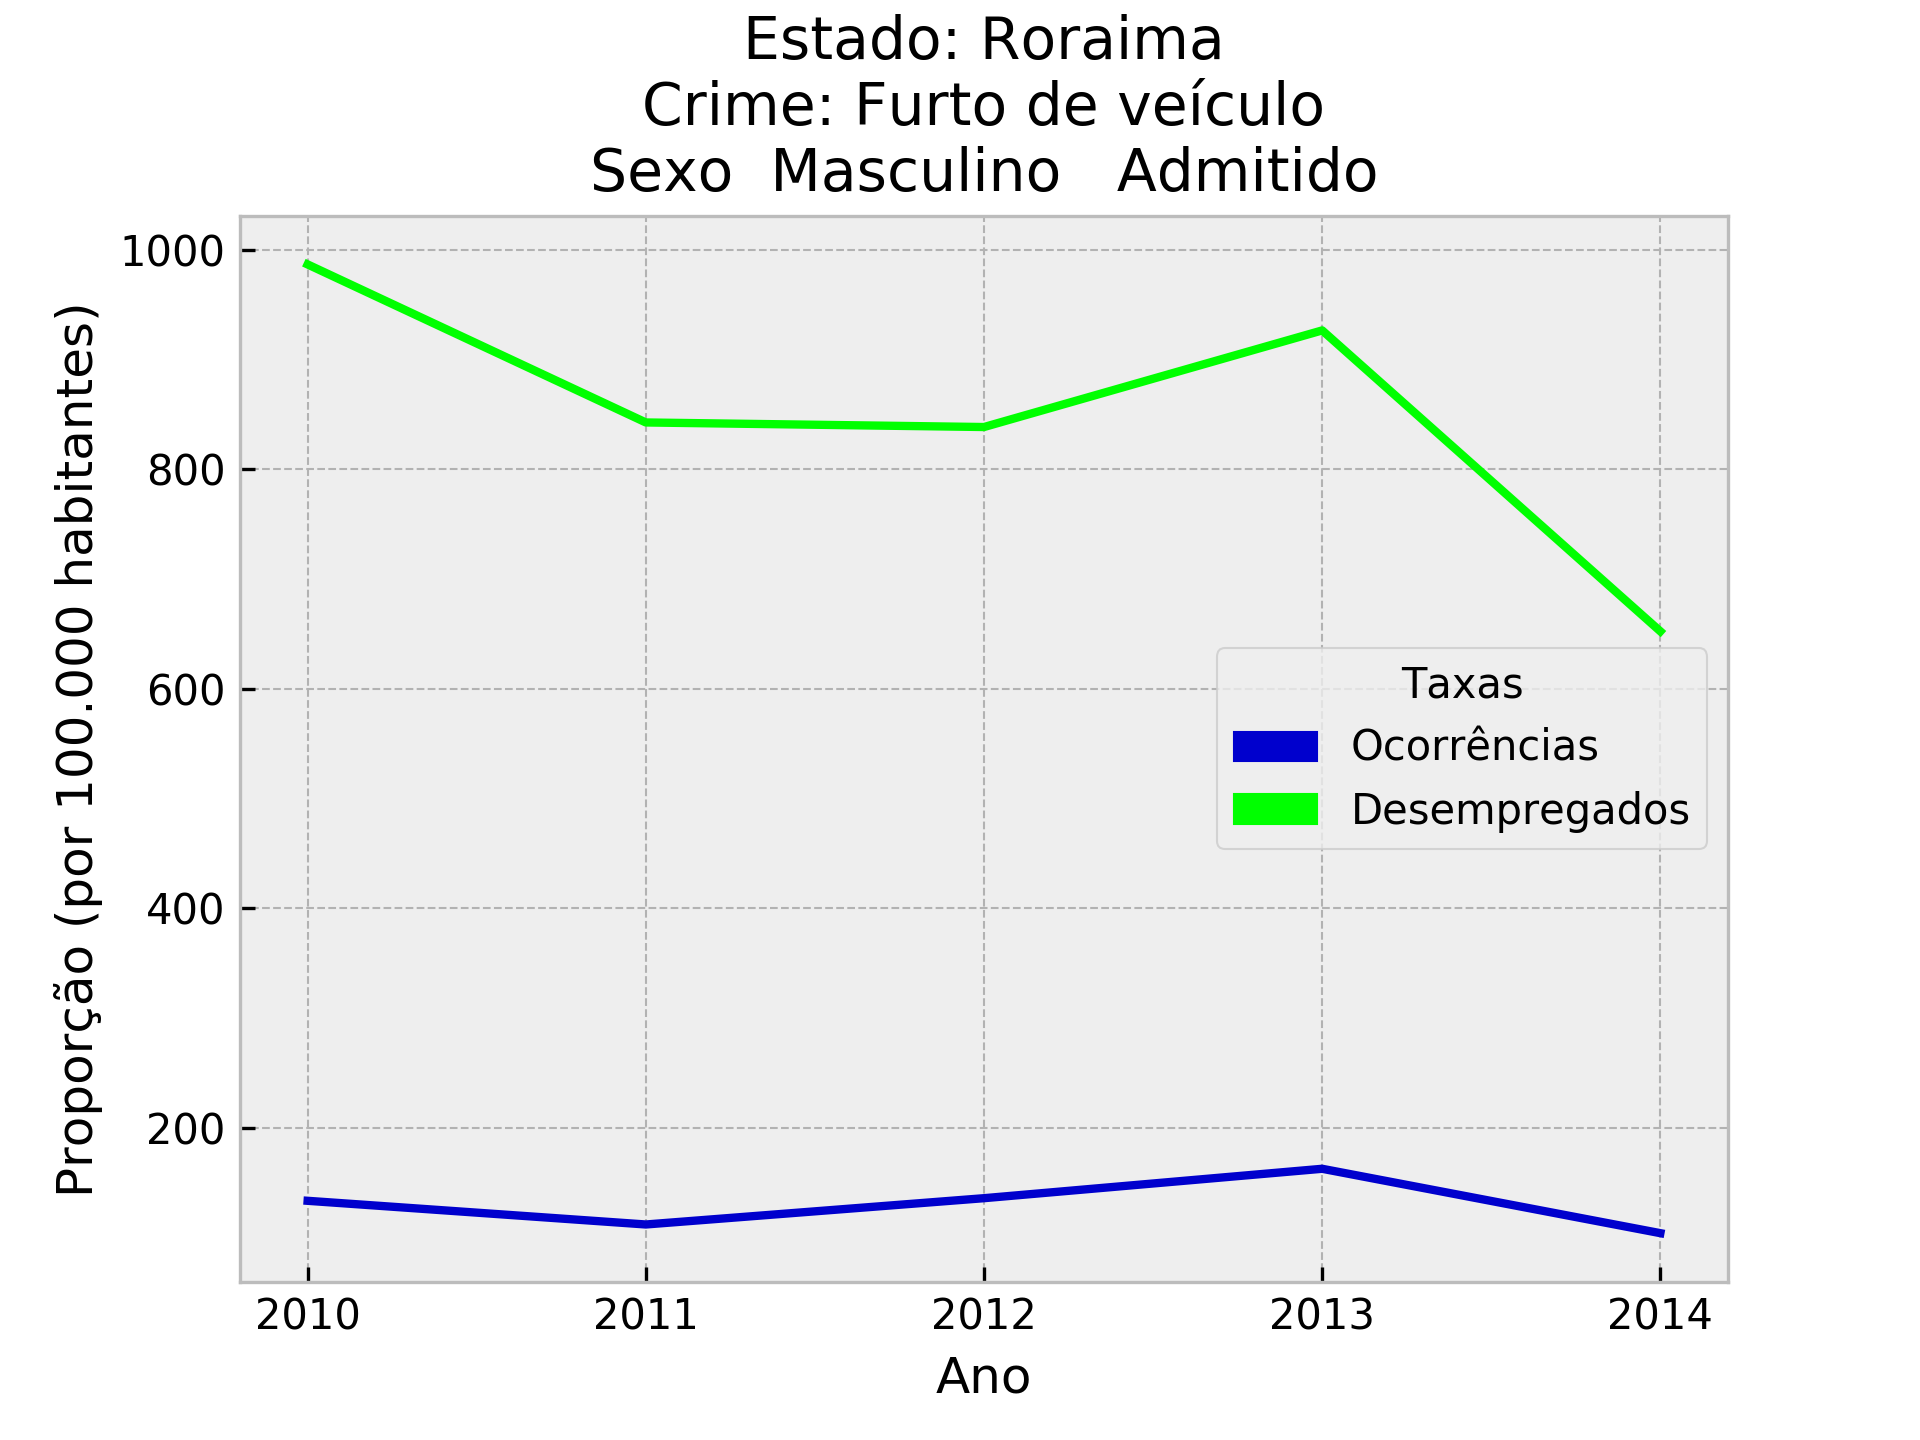 Estado: Roraima
Crime: Furto de veículo
Sexo  Masculino   Admitido
Proporção (por 100.000 habitantes)
1000
800
600
400
200
Taxas
Ocorrências
Desempregados
2010
2011
2012
2013
2014
Ano